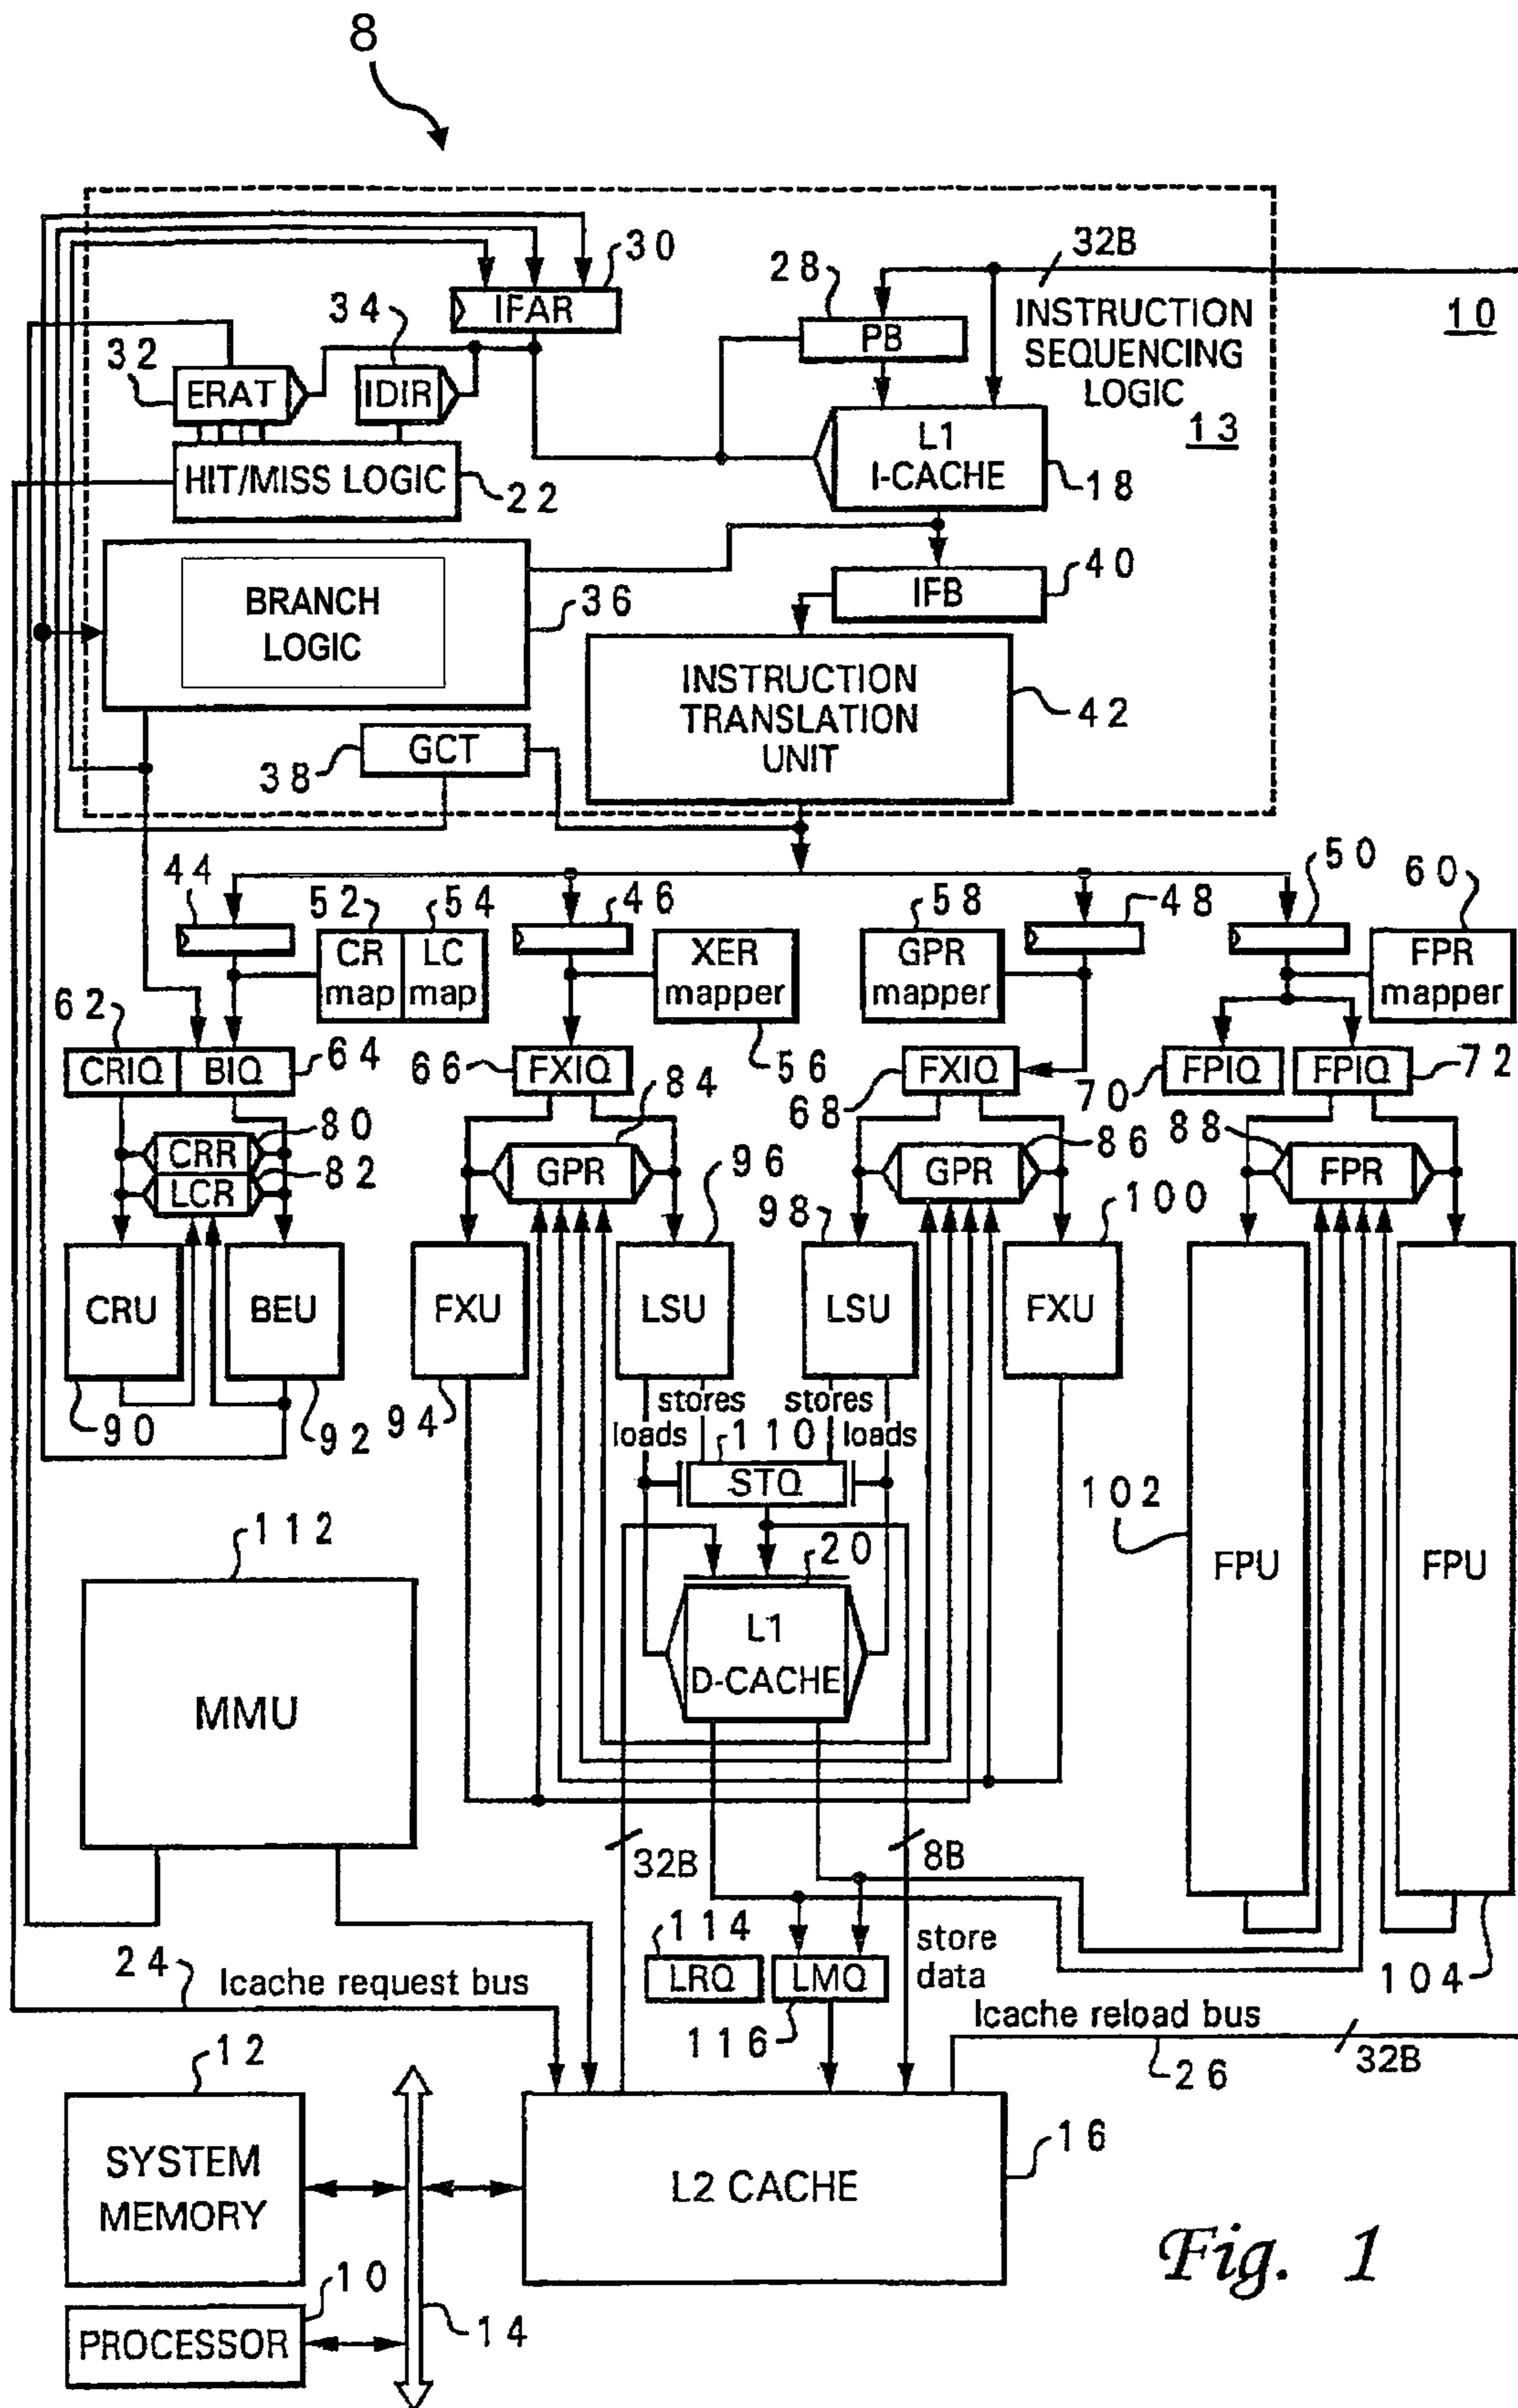 8
32B
30
28
34
IFAR
INSTRUCTION
SEQUENCING
LOGIC
10
PB
32
ERAT
IDIR
13
L1
I-CACHE
HIT/MISS LOGIC
22
18
BRANCH
LOGIC
36
40
IFB
INSTRUCTION
TRANSLATION
UNIT
42
GCT
38
44
52
54
46
58
48
50
60
CR
map
LC
map
XER
mapper
GPR
mapper
FPR
mapper
62
CRIQ
BIQ
64
66
FXIQ
56
FXIQ
68
70
FPIQ
FPIQ
72
84
80
CRR
LCR
82
GPR
96
GPR
86
88
FPR
98
100
CRU
BEU
FXU
LSU
LSU
FXU
90
92
94
stores
stores
loads
110
loads
STQ
102
FPU
FPU
112
20
L1
D-CACHE
MMU
32B
8B
114
LRQ
LMQ
store
data
24
Icache request bus
116
104
Icache reload bus
26
32B
12
SYSTEM
MEMORY
L2 CACHE
16
10
PROCESSOR
14
Fig. 1